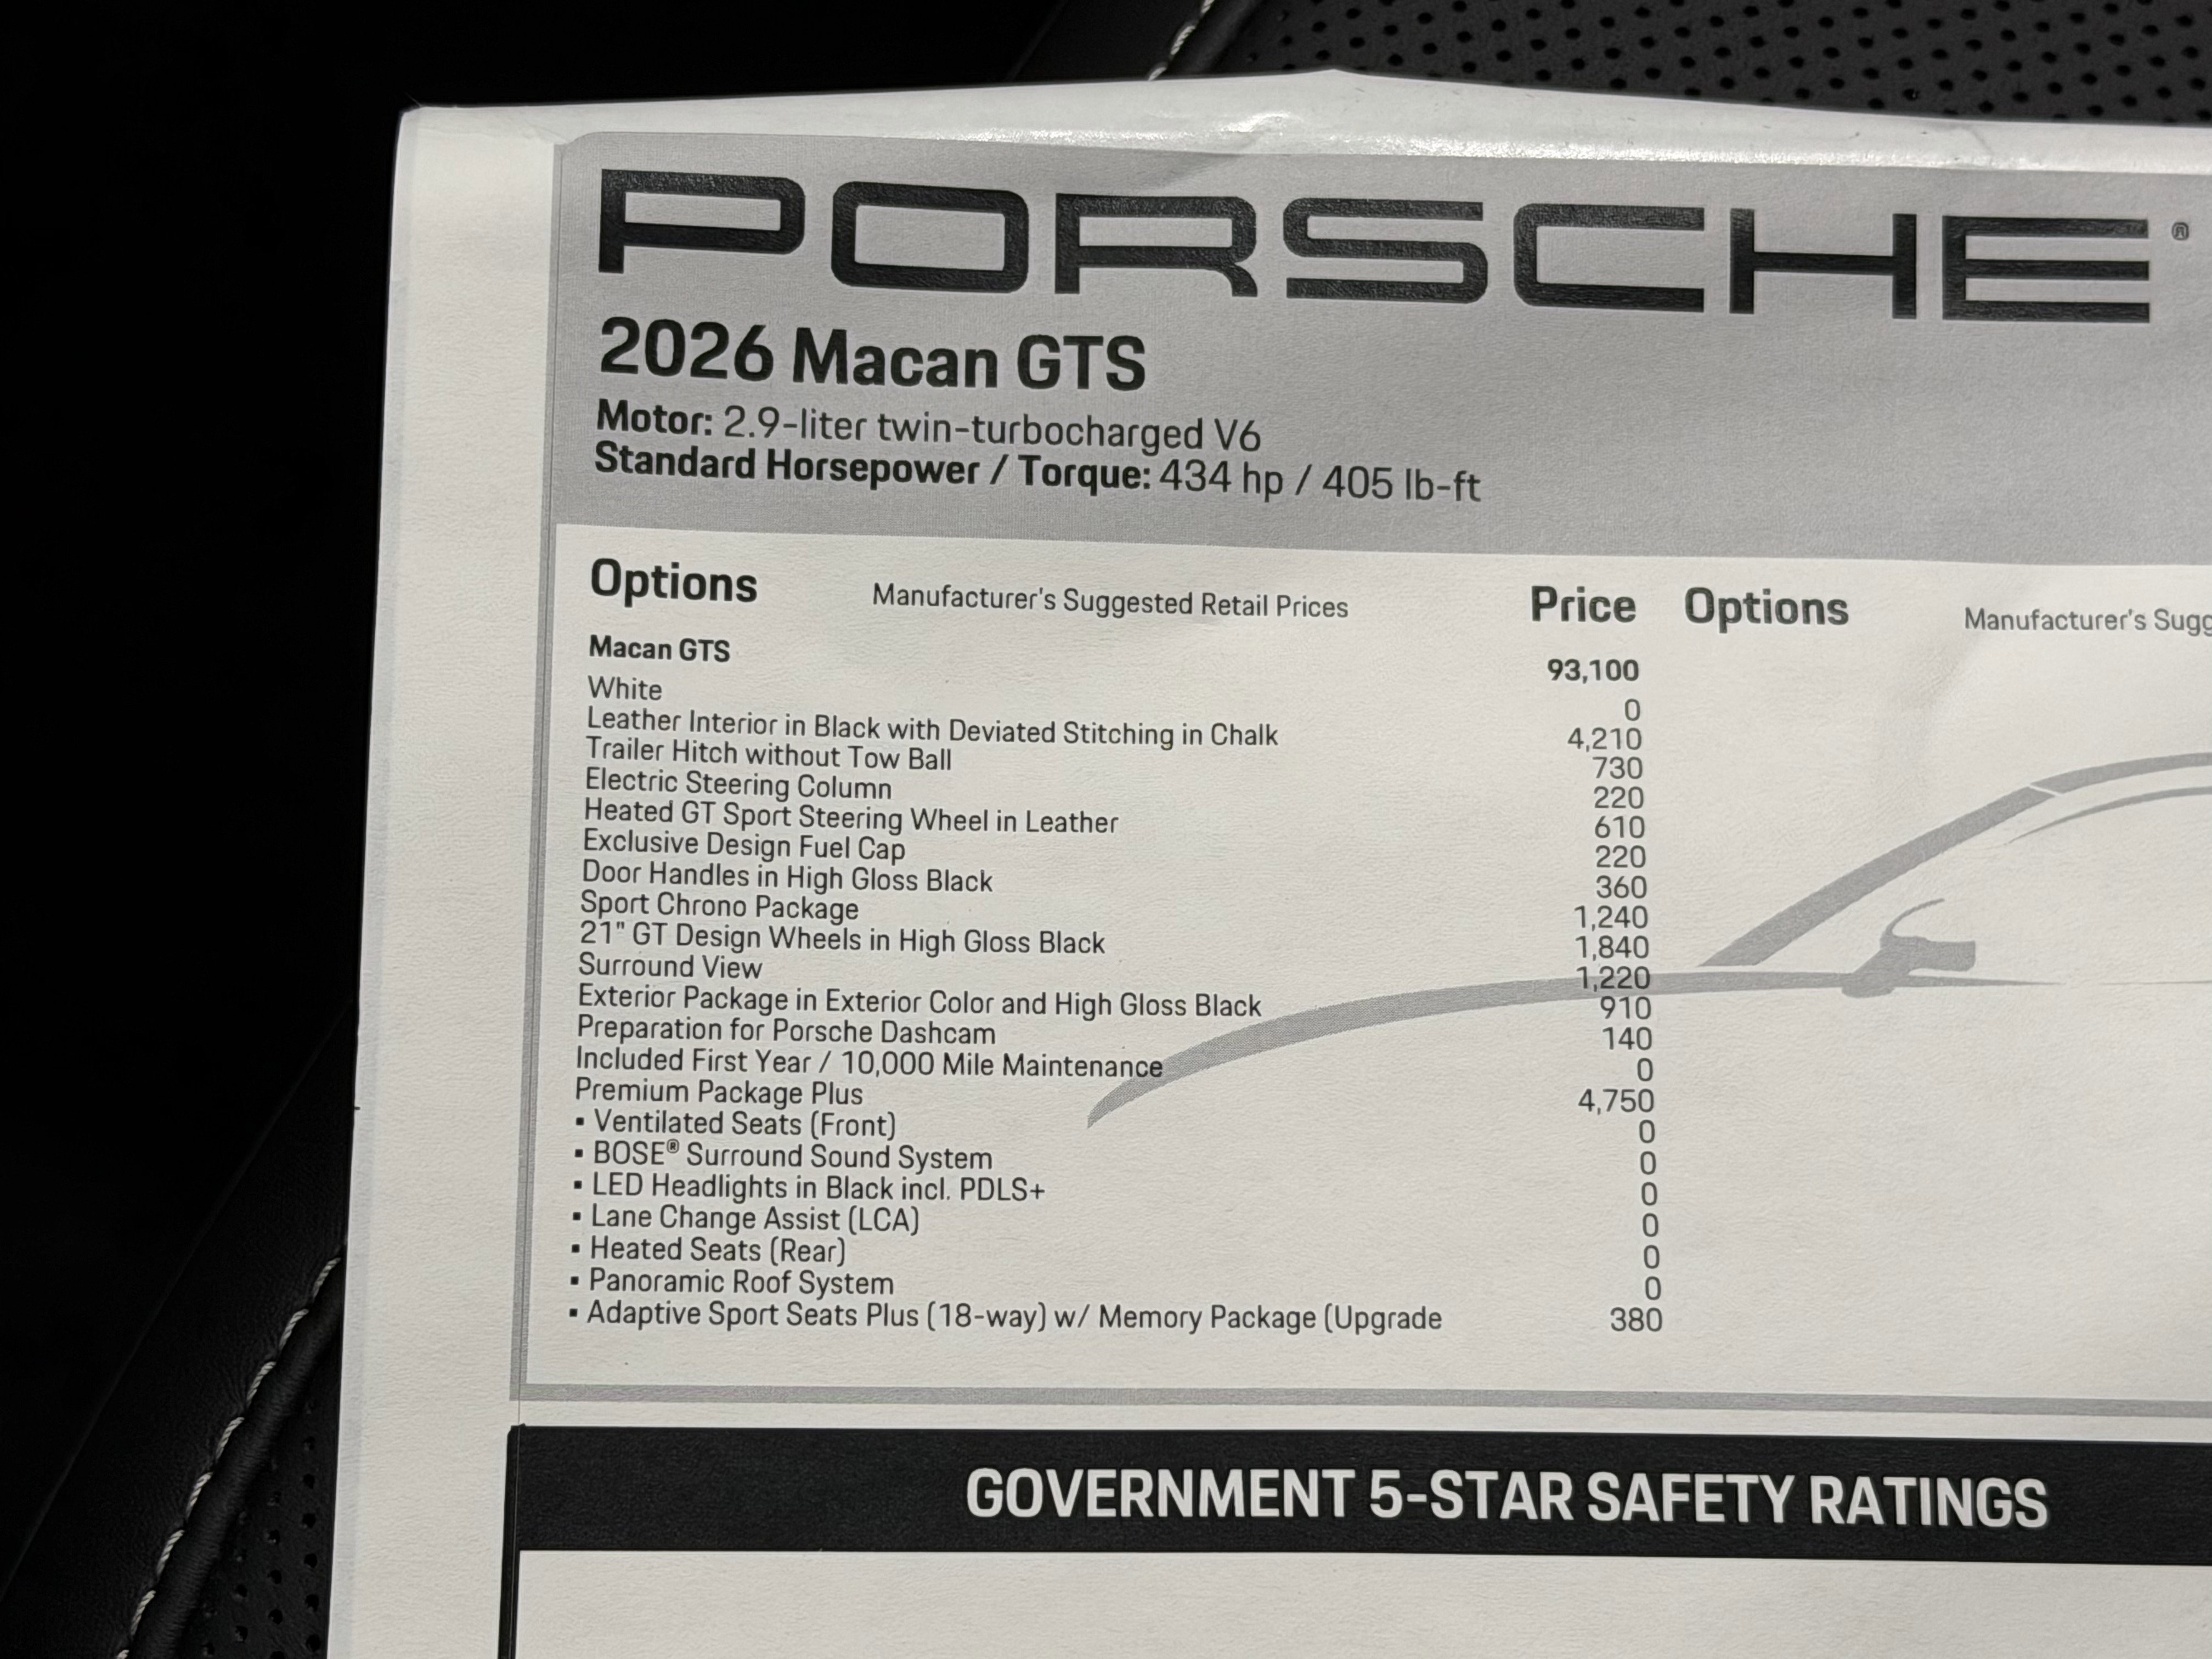 PORSCHE®
2026 Macan GTS
Motor: 2.9-liter twin-turbocharged V6
Standard Horsepower / Torque: 434 hp / 405 lb-ft
Options Manufacturer's Suggested Retail Prices Price Options Manufacturer's Sugg
Macan GTS 93,100
White 0
Leather Interior in Black with Deviated Stitching in Chalk 4,210
Trailer Hitch without Tow Ball 730
Electric Steering Column 220
Heated GT Sport Steering Wheel in Leather 610
Exclusive Design Fuel Cap 220
Door Handles in High Gloss Black 360
Sport Chrono Package 1,240
21" GT Design Wheels in High Gloss Black 1,840
Surround View 1,220
Exterior Package in Exterior Color and High Gloss Black 910
Preparation for Porsche Dashcam 140
Included First Year / 10,000 Mile Maintenance 0
Premium Package Plus 4,750
▪ Ventilated Seats (Front) 0
▪ BOSE® Surround Sound System 0
▪ LED Headlights in Black incl. PDLS+ 0
▪ Lane Change Assist (LCA) 0
▪ Heated Seats (Rear) 0
▪ Panoramic Roof System 0
▪ Adaptive Sport Seats Plus (18-way) w/ Memory Package (Upgrade 380
GOVERNMENT 5-STAR SAFETY RATINGS